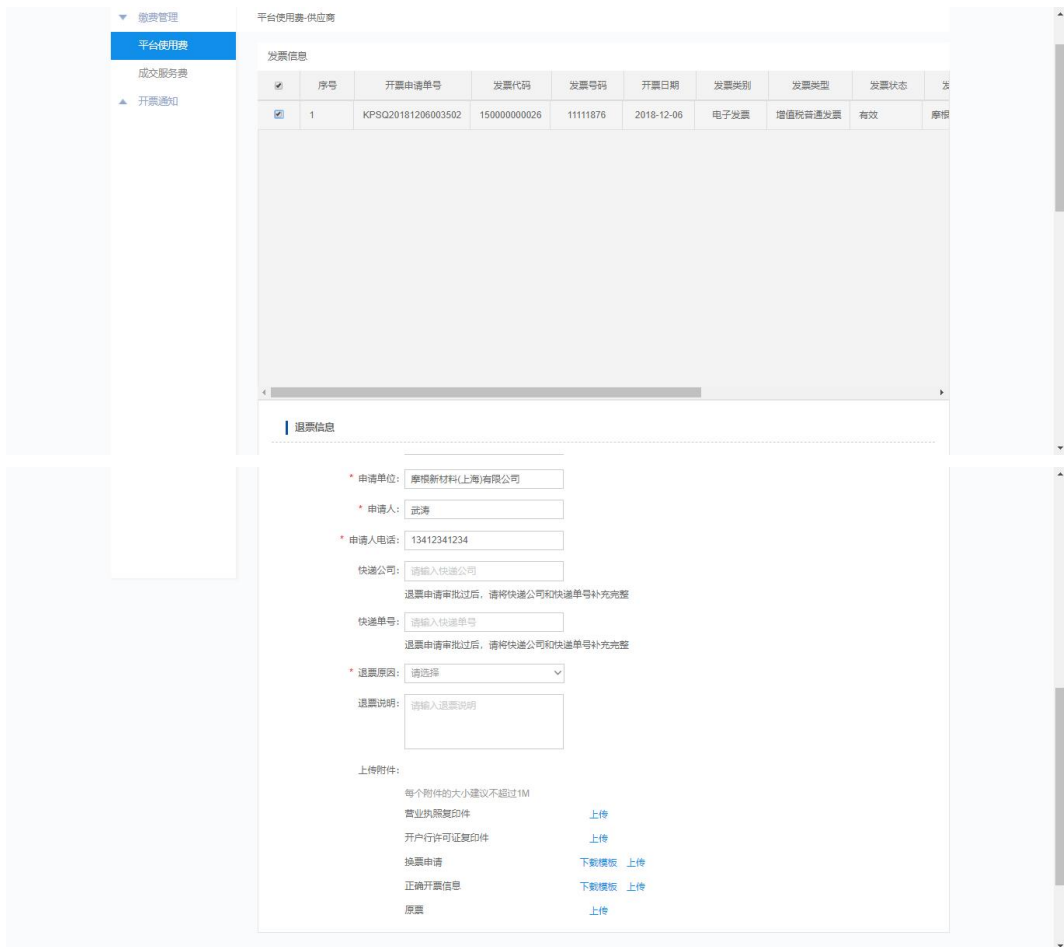 缴费管理
平台使用费-供应商
平台使用费
发票信息
成交服务费
序号 开票申请单号 发票代码 发票号码 开票日期 发票类别 发票类型 发票状态 发
开票通知
1 KPSQ20181206003502 150000000026 11111876 2018-12-06 电子发票 增值税普通发票 有效 摩根
退票信息
* 申请单位: 摩根新材料(上海)有限公司
* 申请人: 武涛
* 申请人电话: 13412341234
快递公司: 请输入快递公司
退票申请审批过后，请将快递公司和快递单号补充完整
快递单号: 请输入快递单号
退票申请审批过后，请将快递公司和快递单号补充完整
* 退票原因: 请选择
退票说明: 请输入退票说明
上传附件:
每个附件的大小建议不超过1M
营业执照复印件 上传
开户行许可证复印件 上传
换票申请 下载模板 上传
正确开票信息 下载模板 上传
原票 上传